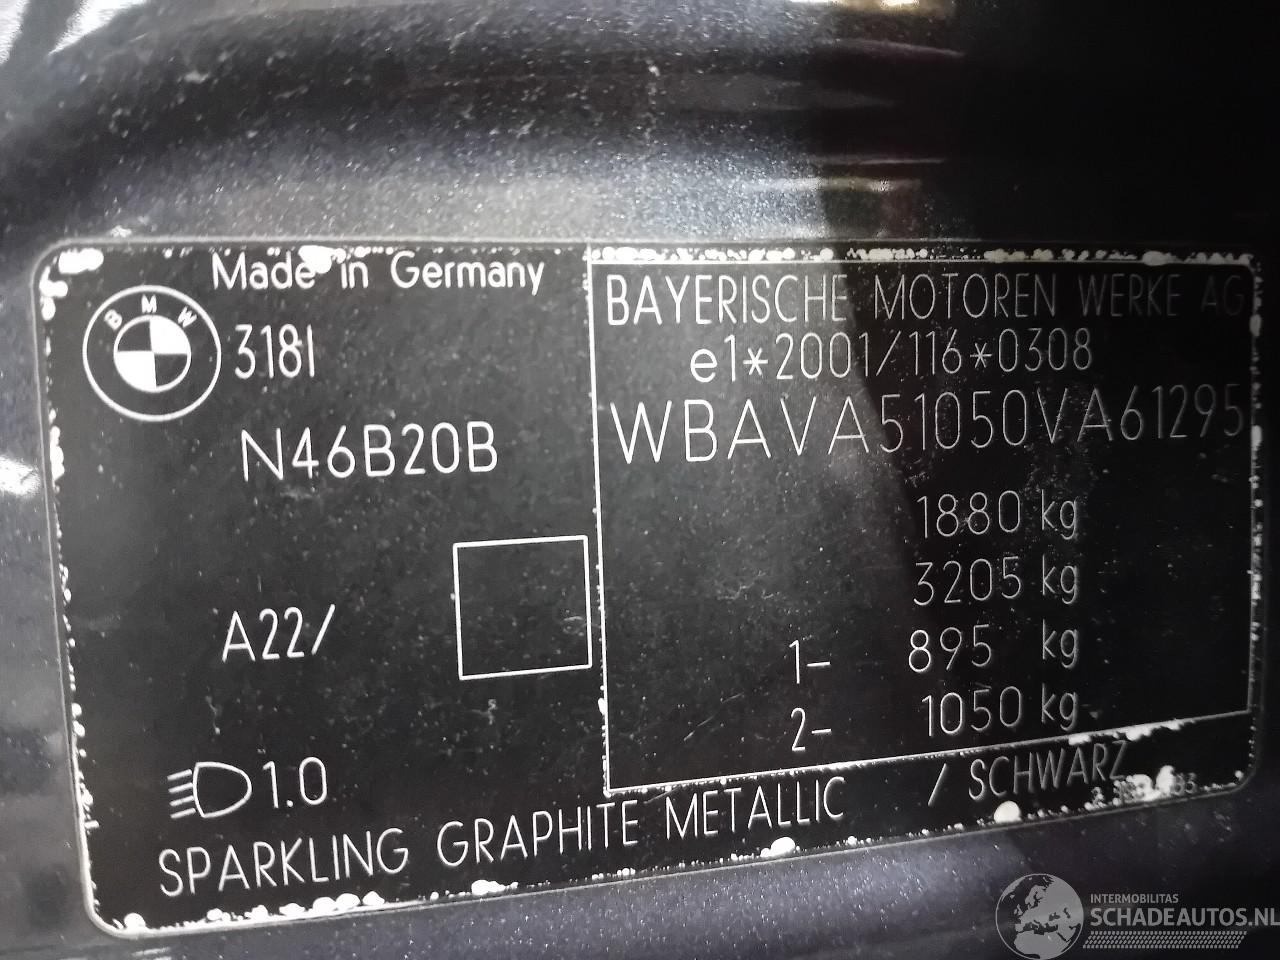 Made in Germany
BMW
318I
N46B20B
A22/
1.0
SPARKLING GRAPHITE METALLIC / SCHWARZ
BAYERISCHE MOTOREN WERKE AG
e1*2001/116*0308
WBAVA51050VA61295
1880 kg
3205 kg
1- 895 kg
2- 1050 kg
INTERMOBILITAS
SCHADEAUTOS.NL